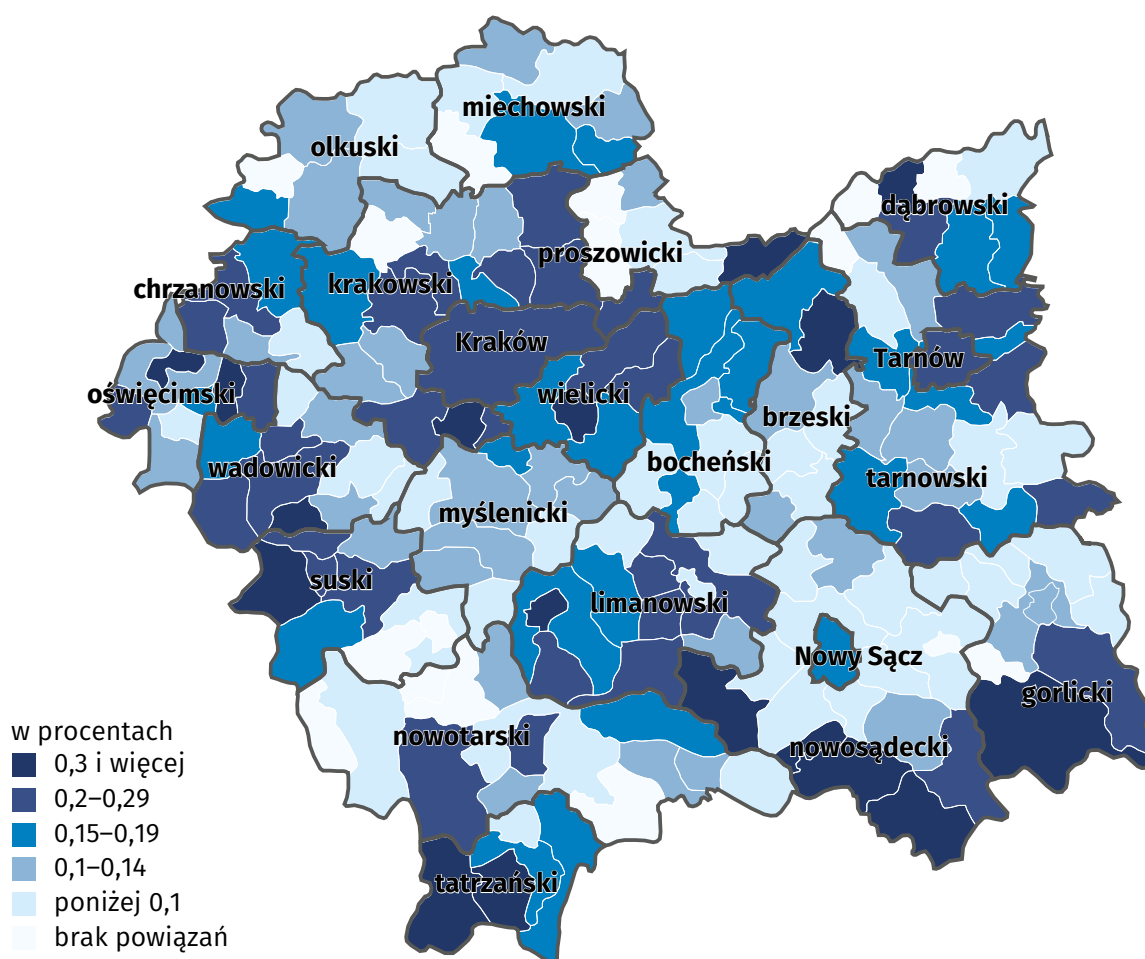 miechowski
olkuski
dąbrowski
proszowicki
chrzanowski
krakowski
Kraków
Tarnów
oświęcimski
wielicki
brzeski
wadowicki
bocheński
tarnowski
myślenicki
suski
limanowski
Nowy Sącz
gorlicki
nowotarski
nowosądecki
tatrzański
w procentach
0,3 i więcej
0,2–0,29
0,15–0,19
0,1–0,14
poniżej 0,1
brak powiązań